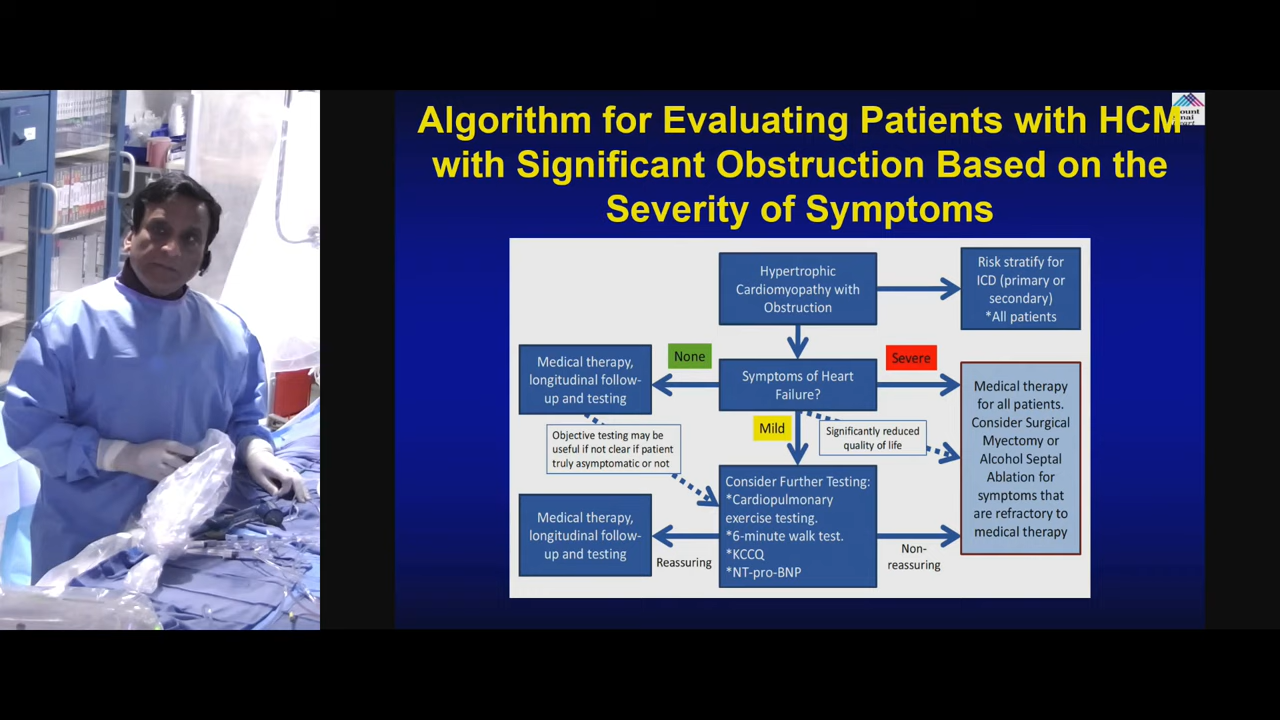 Algorithm for Evaluating Patients with HCM
with Significant Obstruction Based on the
Severity of Symptoms
Hypertrophic
Cardiomyopathy with
Obstruction
Risk stratify for
ICD (primary or
secondary)
*All patients
Medical therapy,
longitudinal follow-
up and testing
None
Symptoms of Heart
Failure?
Severe
Medical therapy
for all patients.
Consider Surgical
Myectomy or
Alcohol Septal
Ablation for
symptoms that
are refractory to
medical therapy
Objective testing may be
useful if not clear if patient
truly asymptomatic or not
Mild
Significantly reduced
quality of life
Medical therapy,
longitudinal follow-
up and testing
Reassuring
Consider Further Testing:
*Cardiopulmonary
exercise testing.
*6-minute walk test.
*KCCQ
*NT-pro-BNP
Non-
reassuring